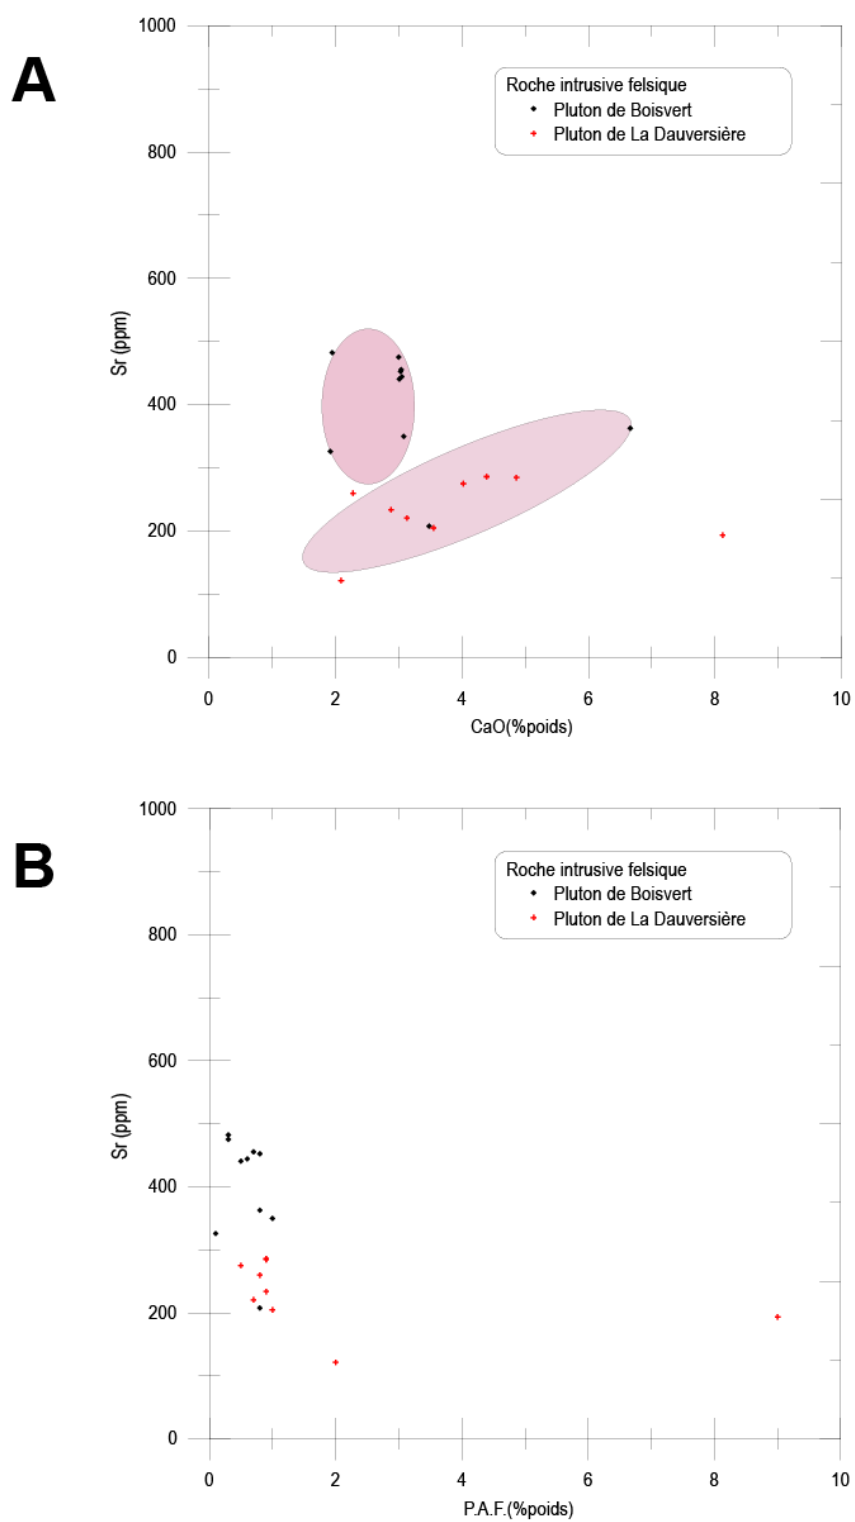 A
1000
800
600
400
200
0
Sr (ppm)
Roche intrusive felsique
Pluton de Boisvert
Pluton de La Dauversière
0 2 4 6 8 10
CaO(%poids)
B
1000
800
600
400
200
0
Sr (ppm)
Roche intrusive felsique
Pluton de Boisvert
Pluton de La Dauversière
0 2 4 6 8 10
P.A.F.(%poids)